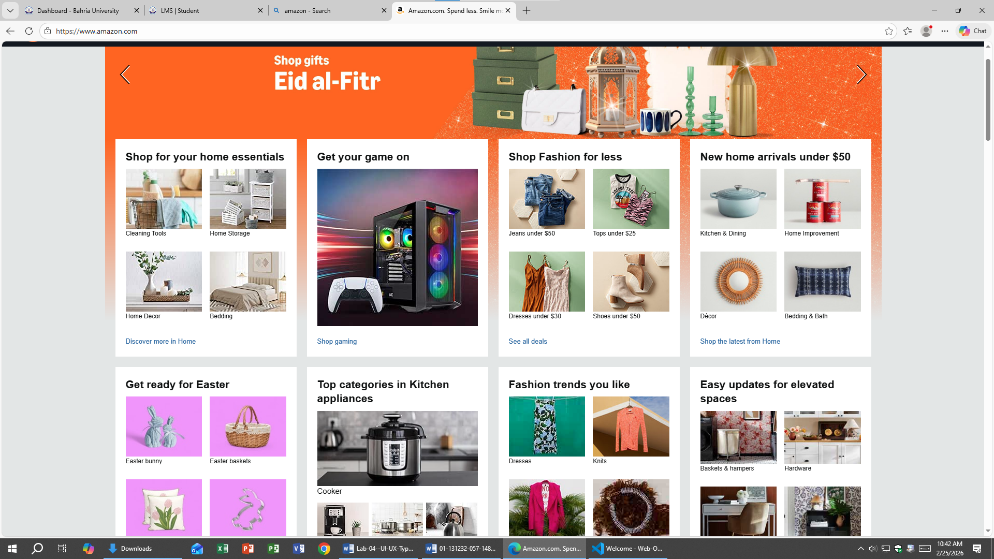 Dashboard - Bahria University
LMS | Student
amazon - Search
Amazon.com. Spend less. Smile m
https://www.amazon.com
Chat
Shop gifts
Eid al-Fitr
Shop for your home essentials
Cleaning Tools
Home Storage
Home Decor
Bedding
Discover more in Home
Get your game on
Shop gaming
Shop Fashion for less
Jeans under $50
Tops under $25
Dresses under $30
Shoes under $50
See all deals
New home arrivals under $50
Kitchen & Dining
Home Improvement
Décor
Bedding & Bath
Shop the latest from Home
Get ready for Easter
Easter bunny
Easter baskets
Top categories in Kitchen
appliances
Cooker
Fashion trends you like
Dresses
Knits
Easy updates for elevated
spaces
Baskets & hampers
Hardware
Downloads
Lab-04 - UI-UX-Typ...
01-131232-057-148...
Amazon.com. Spen...
Welcome - Web-O...
10:42 AM
2/25/2026